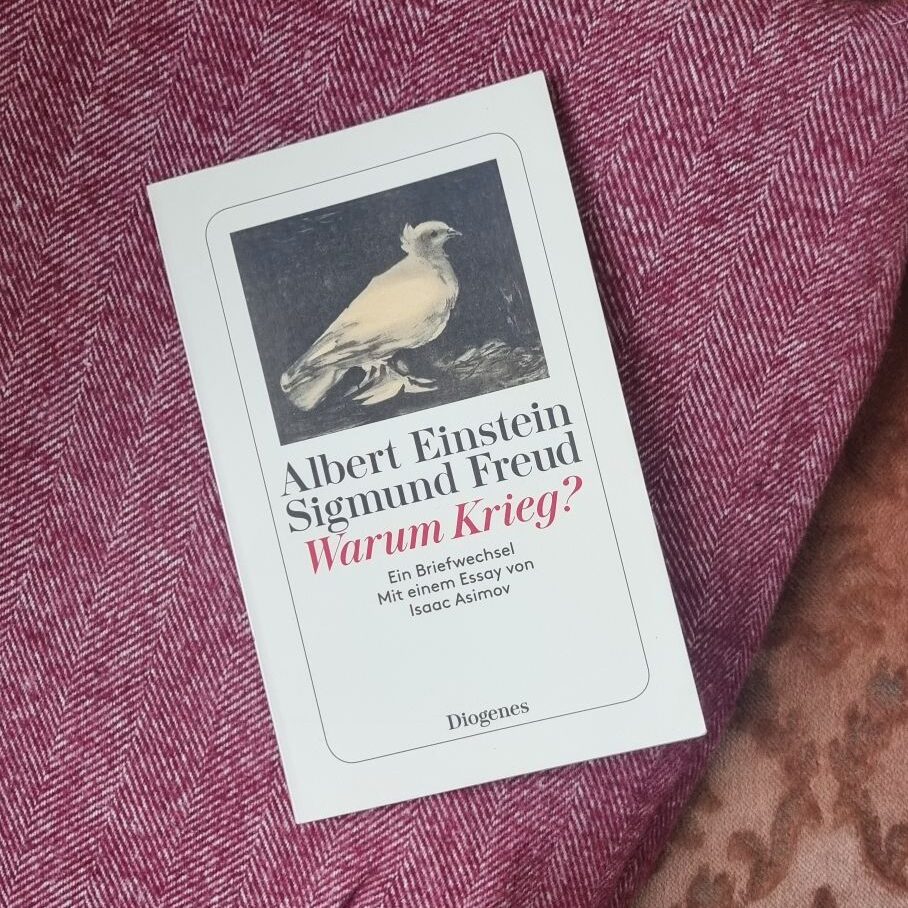 Albert Einstein
Sigmund Freud
Warum Krieg?
Ein Briefwechsel
Mit einem Essay von
Isaac Asimov
Diogenes